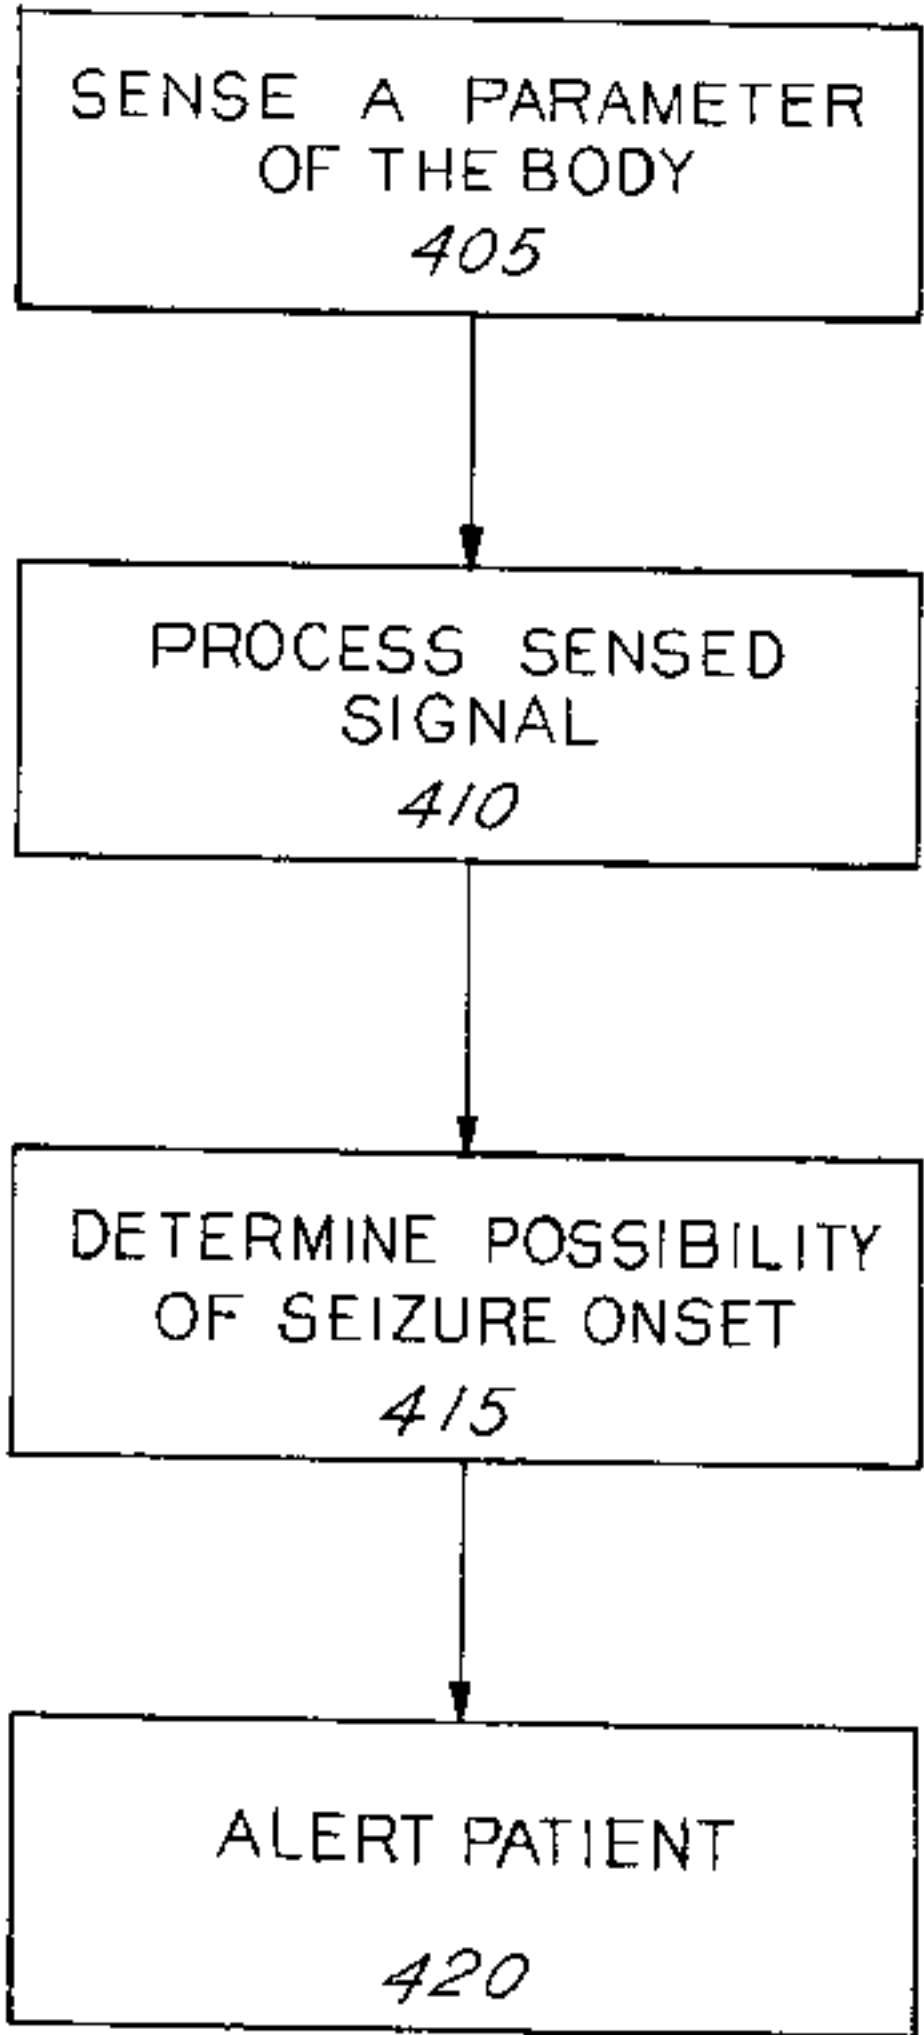 SENSE A PARAMETER
OF THE BODY
405
PROCESS SENSED
SIGNAL
410
DETERMINE POSSIBILITY
OF SEIZURE ONSET
415
ALERT PATIENT
420